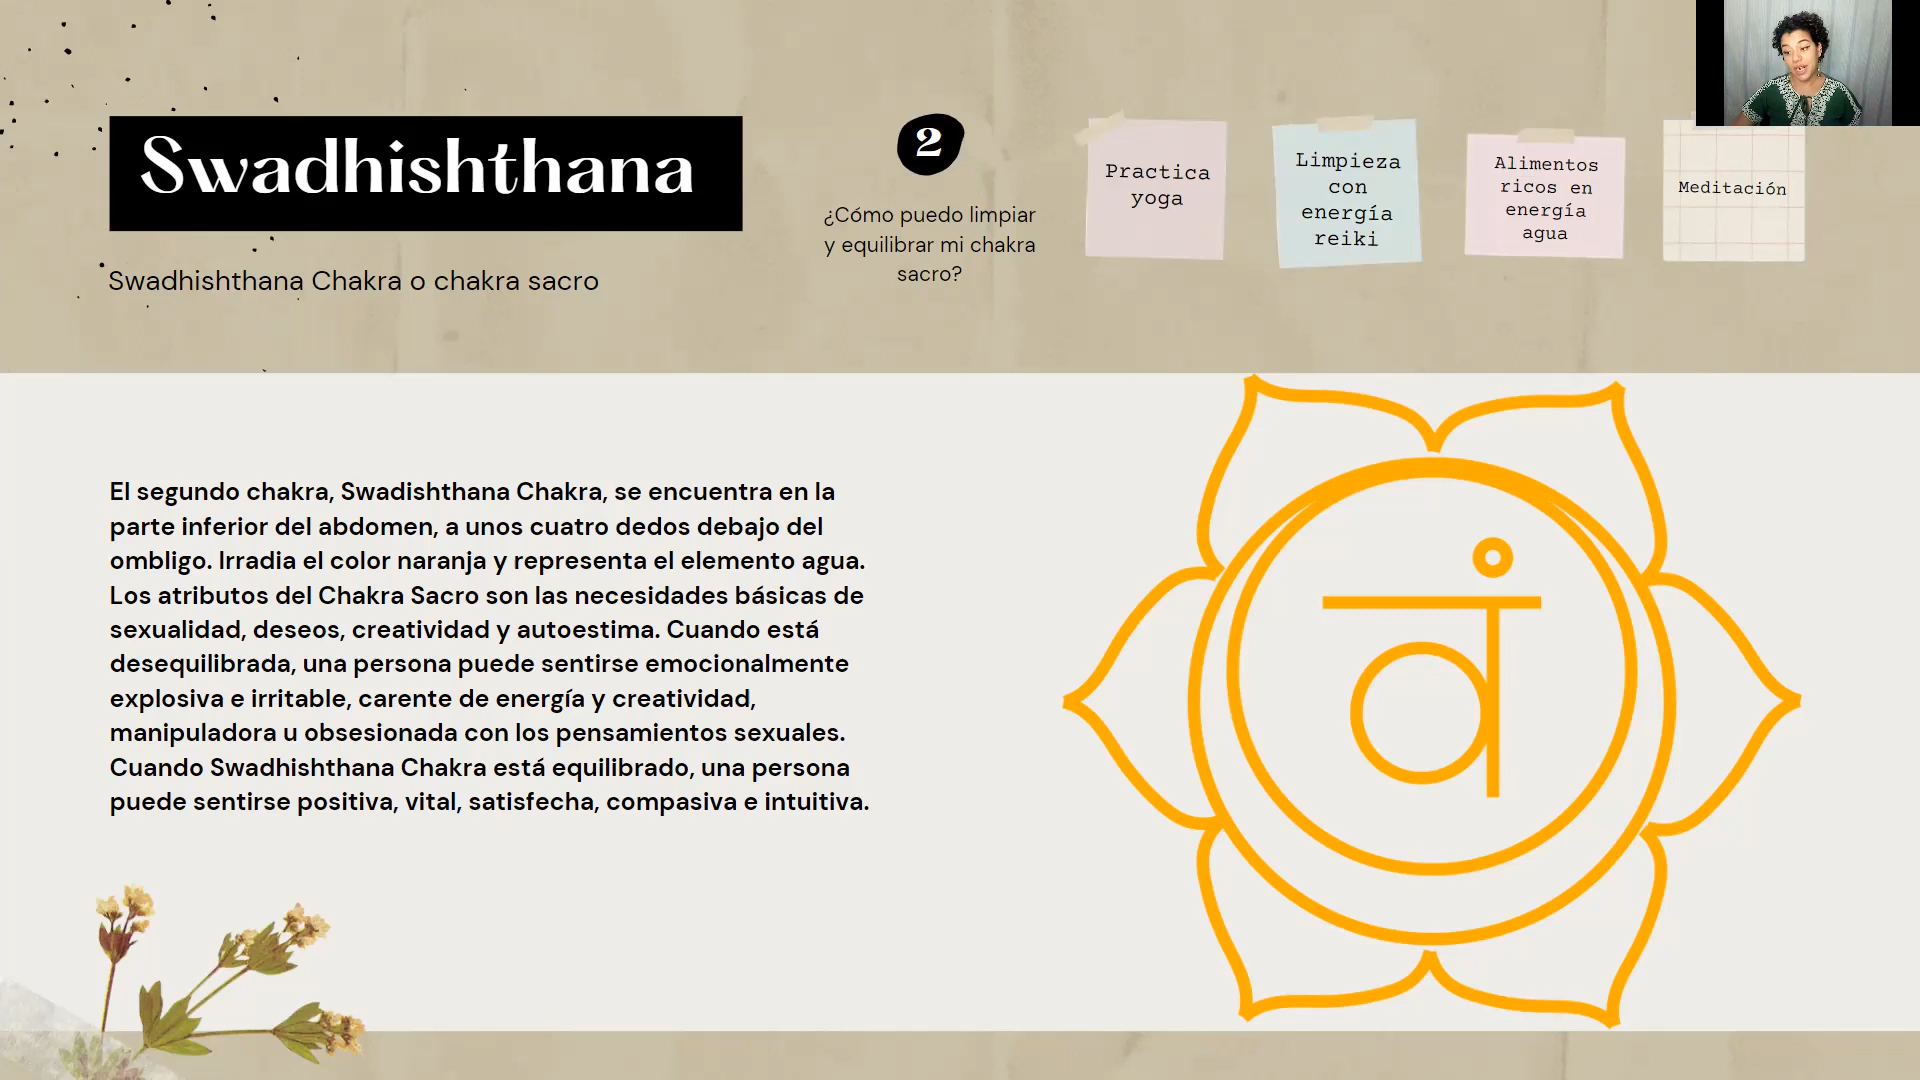 Swadhishthana
Swadhishthana Chakra o chakra sacro
2
¿Cómo puedo limpiar
y equilibrar mi chakra
sacro?
Practica
yoga
Limpieza
con
energía
reiki
Alimentos
ricos en
energía
agua
Meditación
El segundo chakra, Swadishthana Chakra, se encuentra en la
parte inferior del abdomen, a unos cuatro dedos debajo del
ombligo. Irradia el color naranja y representa el elemento agua.
Los atributos del Chakra Sacro son las necesidades básicas de
sexualidad, deseos, creatividad y autoestima. Cuando está
desequilibrada, una persona puede sentirse emocionalmente
explosiva e irritable, carente de energía y creatividad,
manipuladora u obsesionada con los pensamientos sexuales.
Cuando Swadhishthana Chakra está equilibrado, una persona
puede sentirse positiva, vital, satisfecha, compasiva e intuitiva.
वं